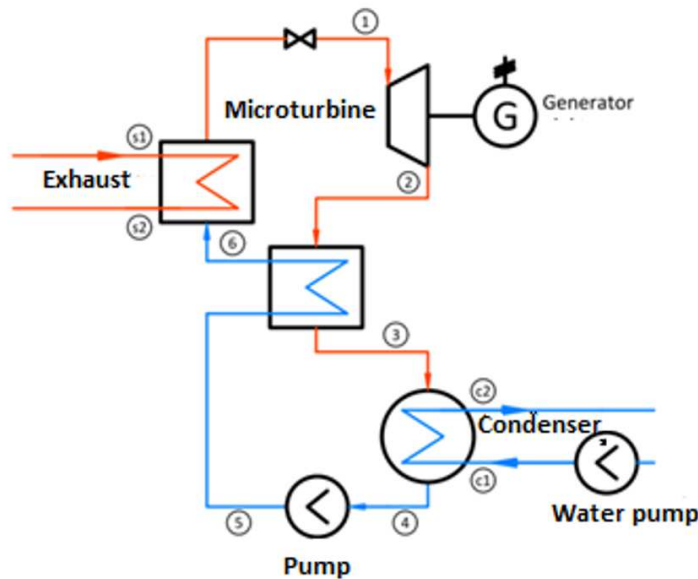 1
Microturbine
G
Generator
s1
Exhaust
2
s2
6
3
c2
Condenser
c1
5
4
Water pump
Pump